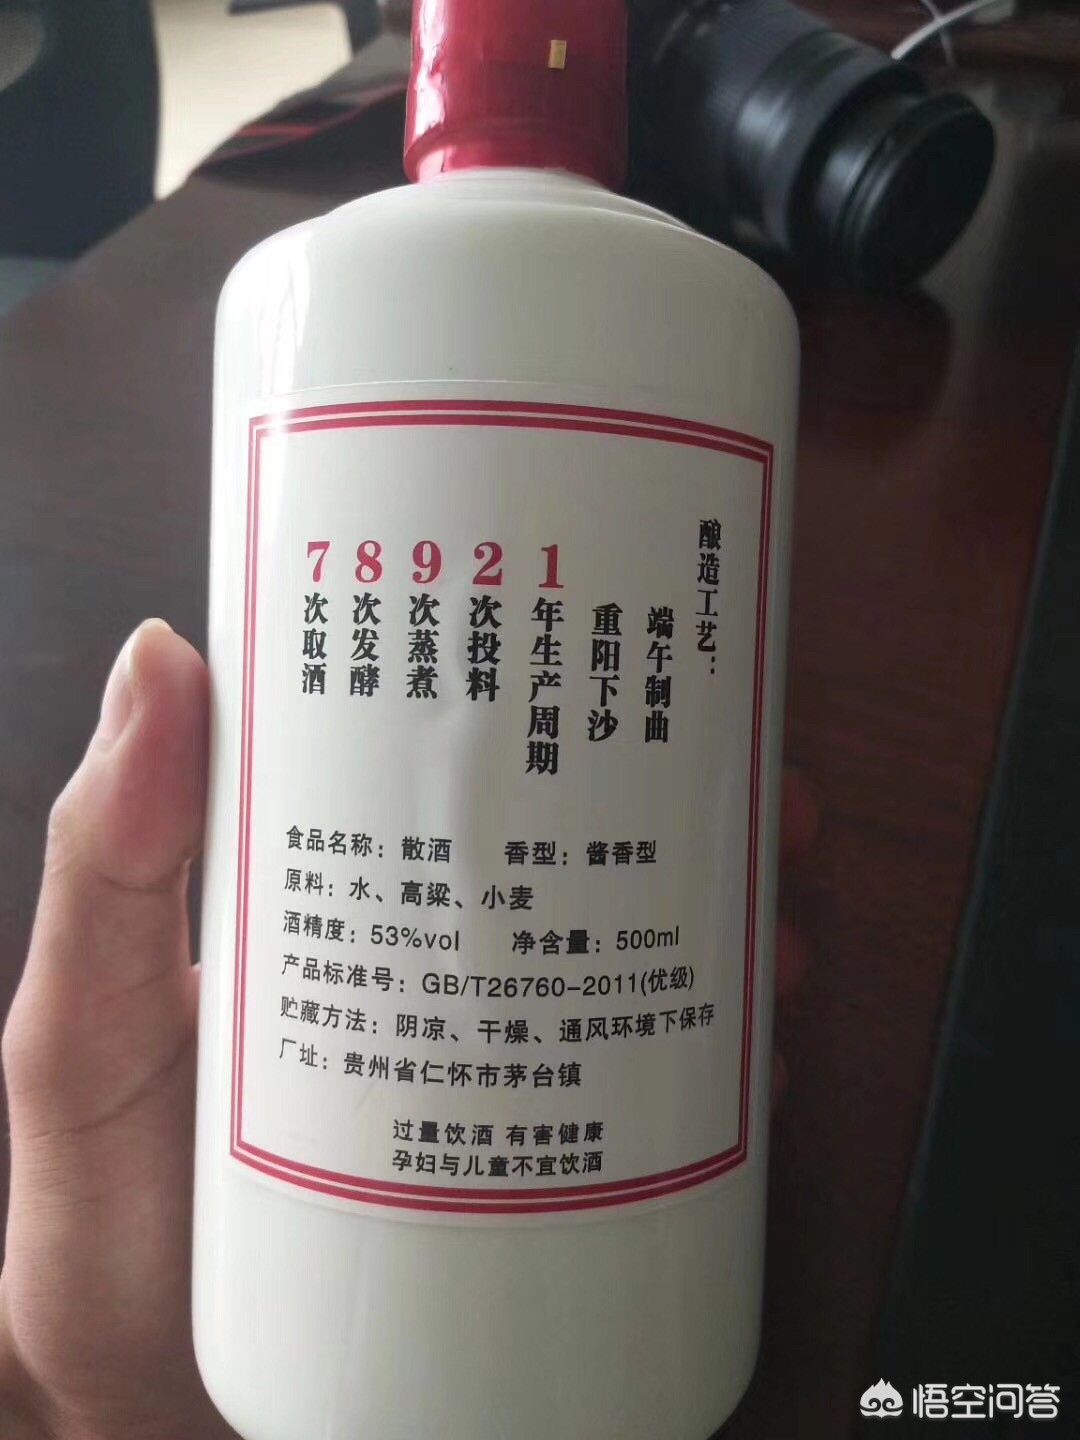 酿造工艺：
端午制曲
重阳下沙
1年生产周期
2次投料
9次蒸煮
8次发酵
7次取酒
食品名称：散酒 香型：酱香型
原料：水、高粱、小麦
酒精度：53%vol 净含量：500ml
产品标准号：GB/T26760-2011(优级)
贮藏方法：阴凉、干燥、通风环境下保存
厂址：贵州省仁怀市茅台镇
过量饮酒 有害健康
孕妇与儿童不宜饮酒
悟空问答